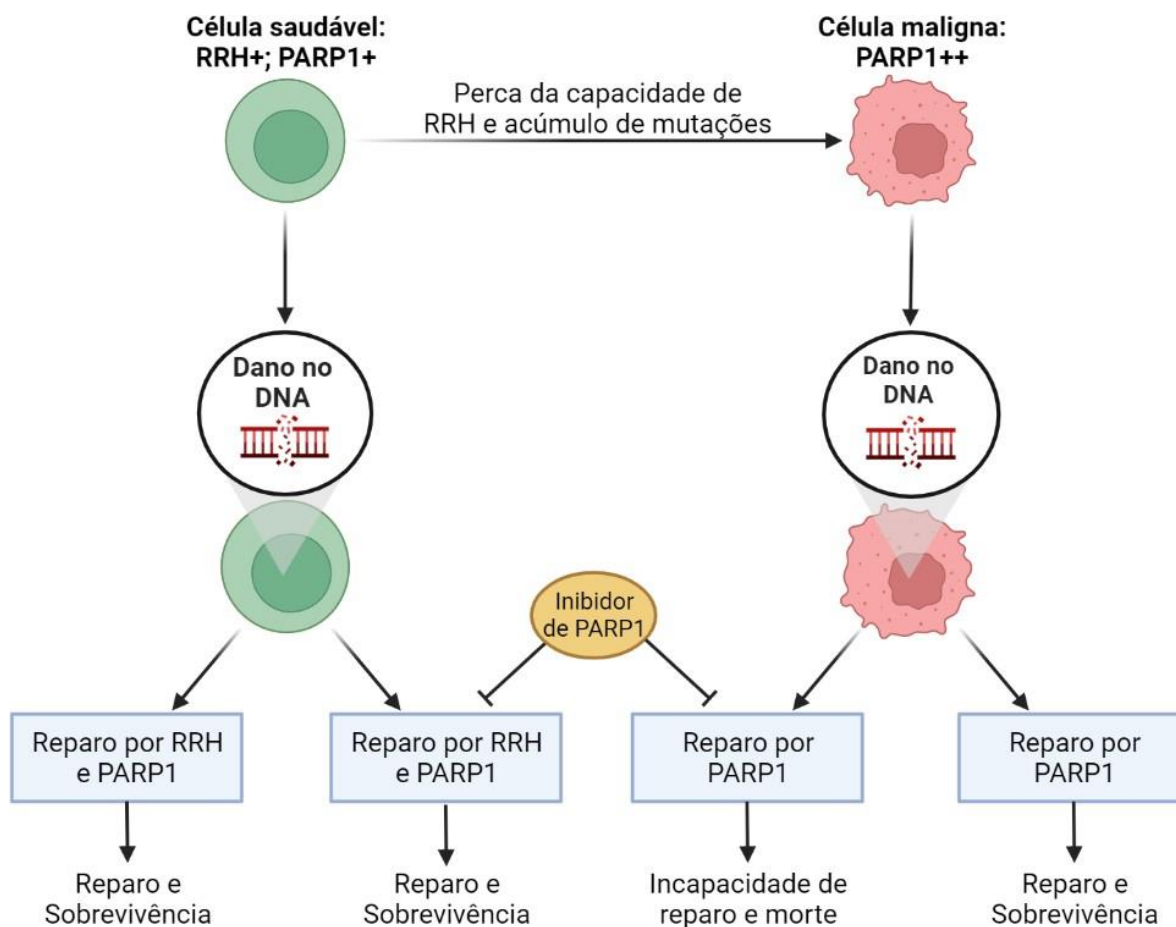 Célula saudável:
RRH+; PARP1+
Célula maligna:
PARP1++
Perca da capacidade de
RRH e acúmulo de mutações
Dano no
DNA
Dano no
DNA
Inibidor
de PARP1
Reparo por RRH
e PARP1
Reparo por RRH
e PARP1
Reparo por
PARP1
Reparo por
PARP1
Reparo e
Sobrevivência
Reparo e
Sobrevivência
Incapacidade de
reparo e morte
Reparo e
Sobrevivência